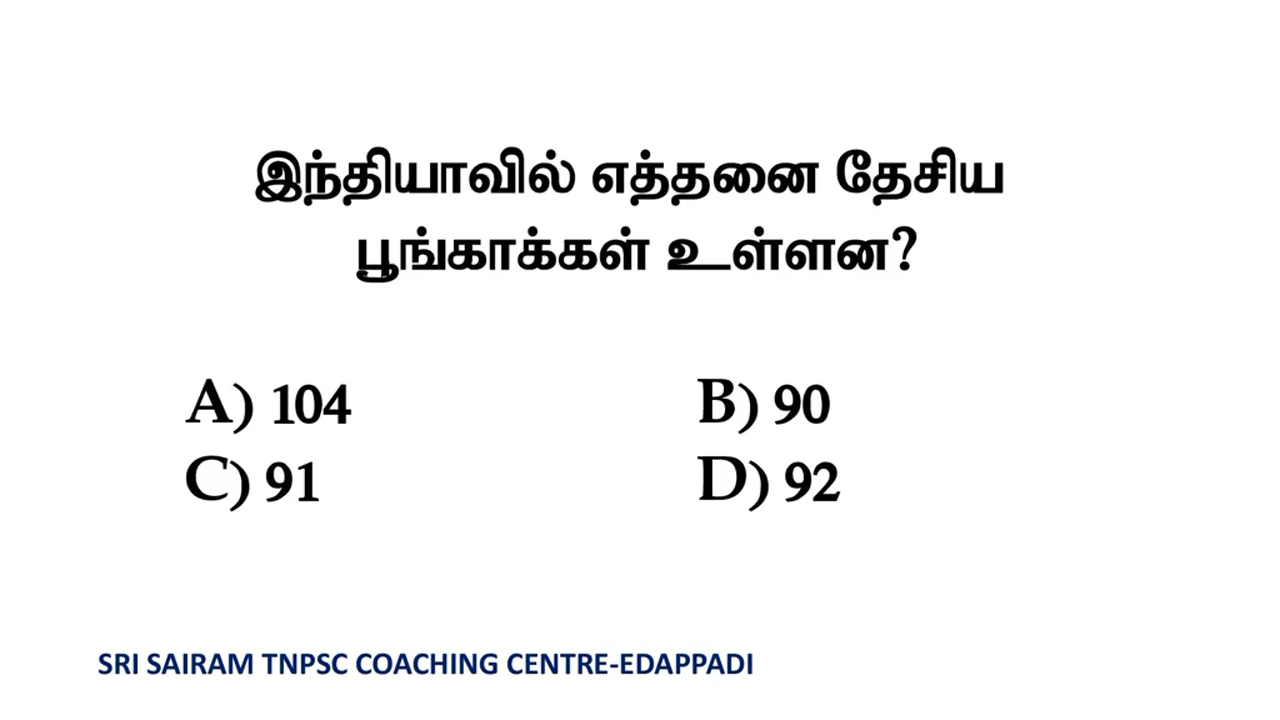 இந்தியாவில் எத்தனை தேசிய
பூங்காக்கள் உள்ளன?
A) 104 B) 90
C) 91 D) 92
SRI SAIRAM TNPSC COACHING CENTRE-EDAPPADI